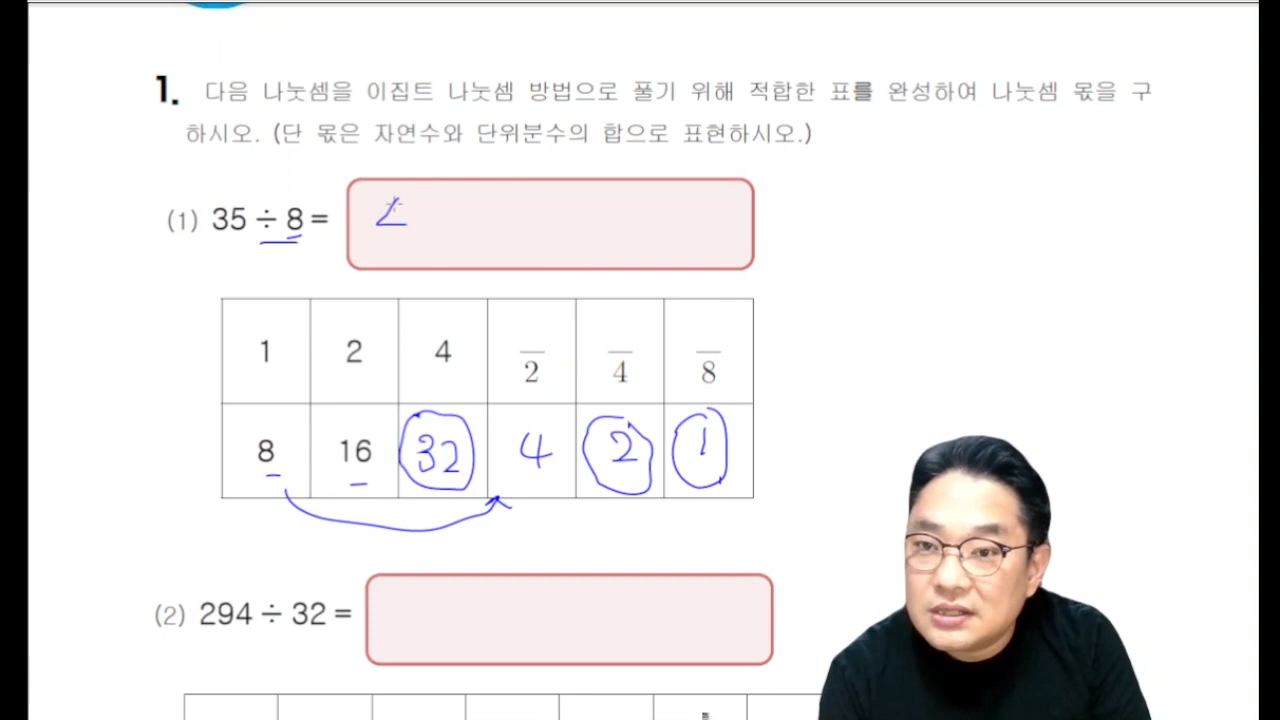 1. 다음 나눗셈을 이집트 나눗셈 방법으로 풀기 위해 적합한 표를 완성하여 나눗셈 몫을 구
하시오. (단 몫은 자연수와 단위분수의 합으로 표현하시오.)
(1) 35 ÷ 8 =
1 2 4 —/2 —/4 —/8
8 16 32 4 2 1
(2) 294 ÷ 32 =